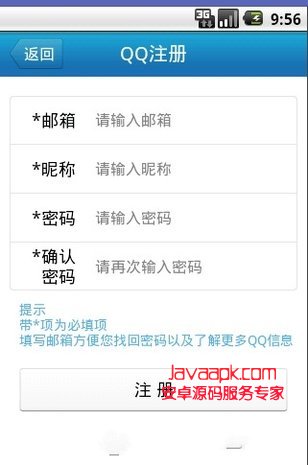 3G 9:56
返回 QQ注册
*邮箱 请输入邮箱
*昵称 请输入昵称
*密码 请输入密码
*确认 请再次输入密码
密码
提示
带*项为必填项
填写邮箱方便您找回密码以及了解更多QQ信息
Javaapk.com
注 册
安卓源码服务专家